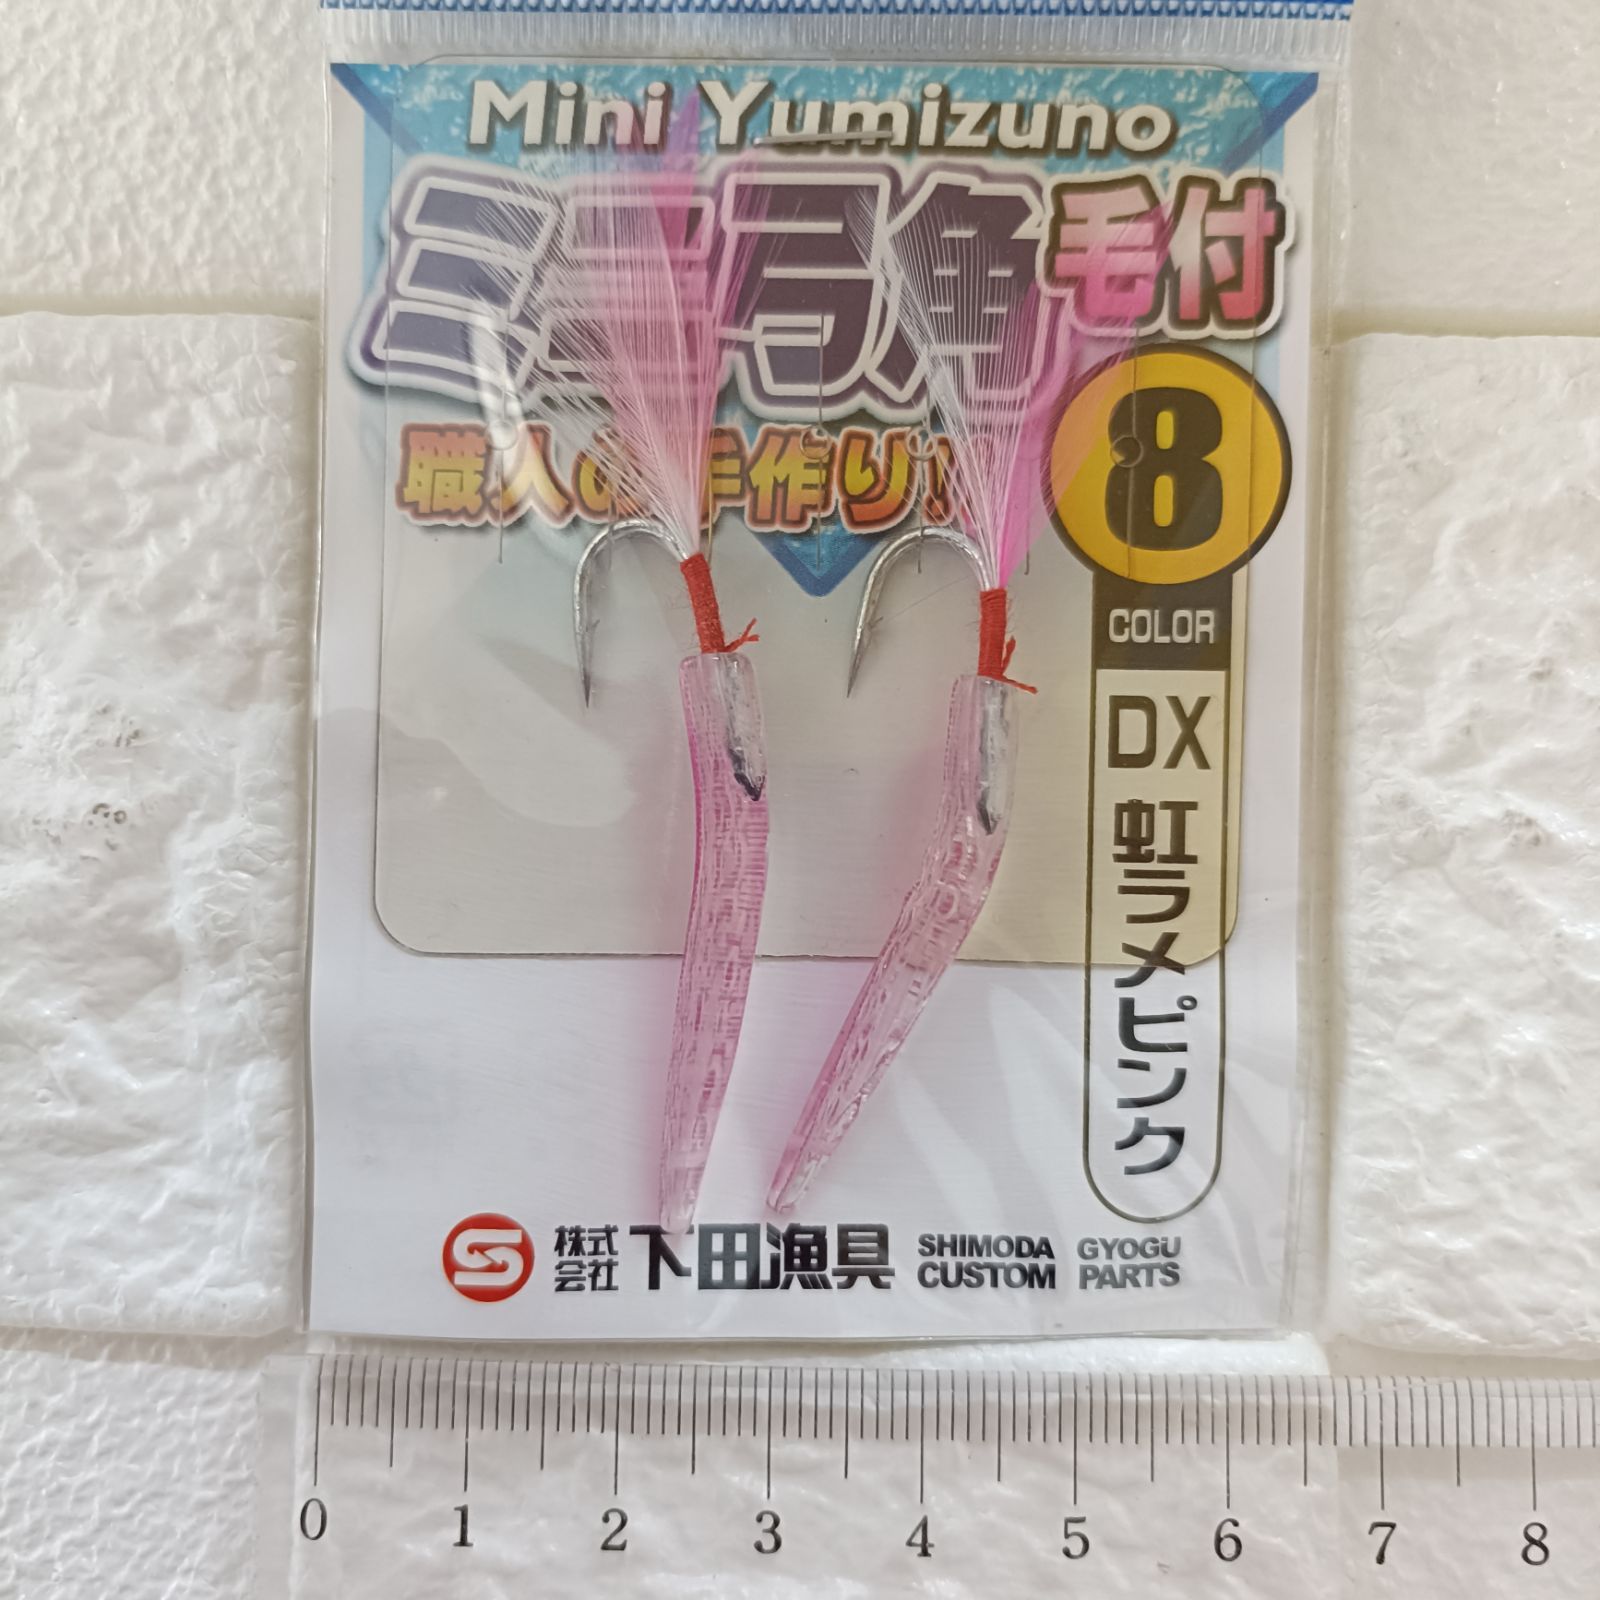 Mini Yumizuno
ミニ弓角 毛付
職人の手作り!!
8
COLOR
DX
虹ラメピンク
S 株式会社 下田漁具 SHIMODA CUSTOM GYOGU PARTS
0 1 2 3 4 5 6 7 8